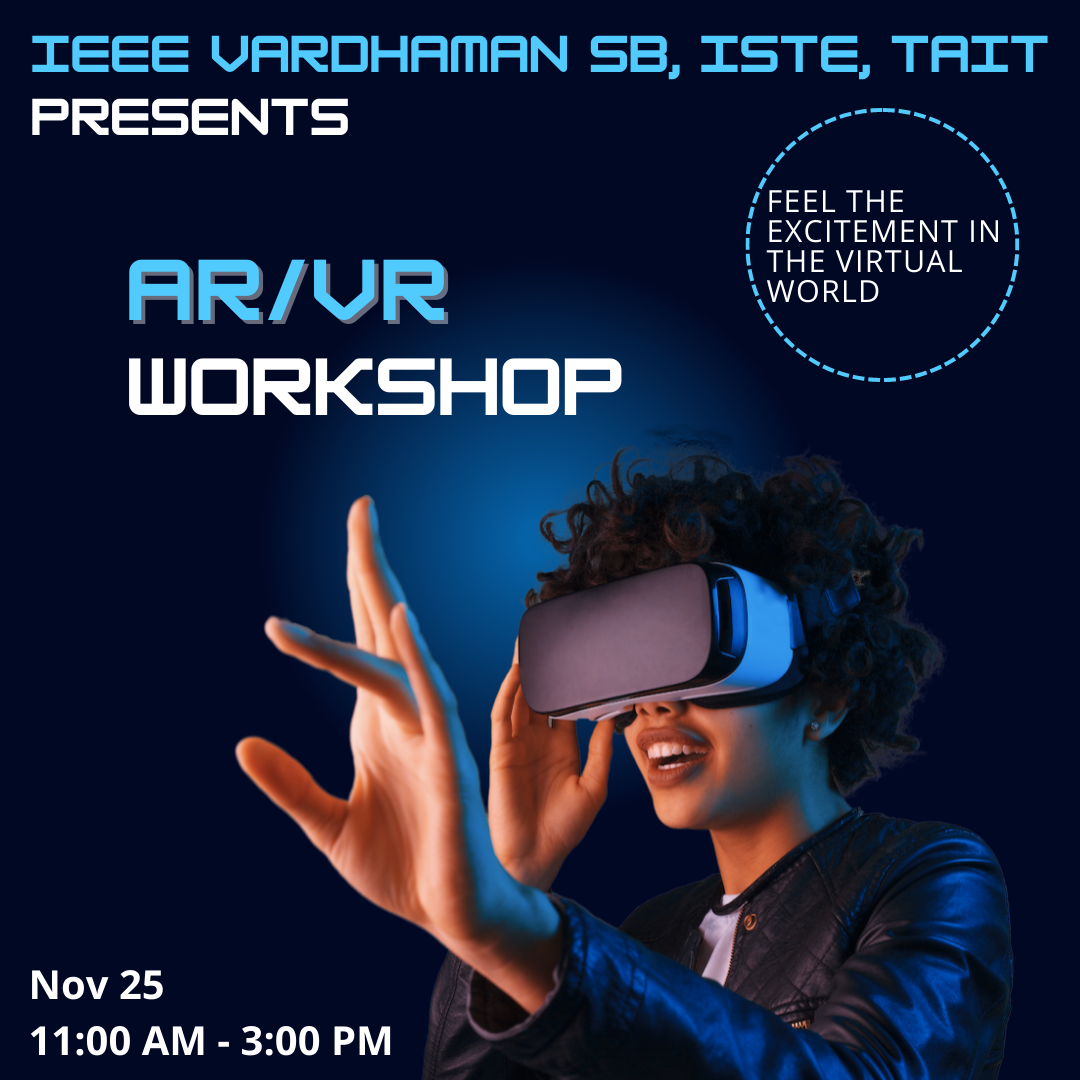 IEEE VARDHAMAN SB, ISTE, TAIT
PRESENTS
FEEL THE
EXCITEMENT IN
THE VIRTUAL
WORLD
AR/VR
WORKSHOP
Nov 25
11:00 AM - 3:00 PM